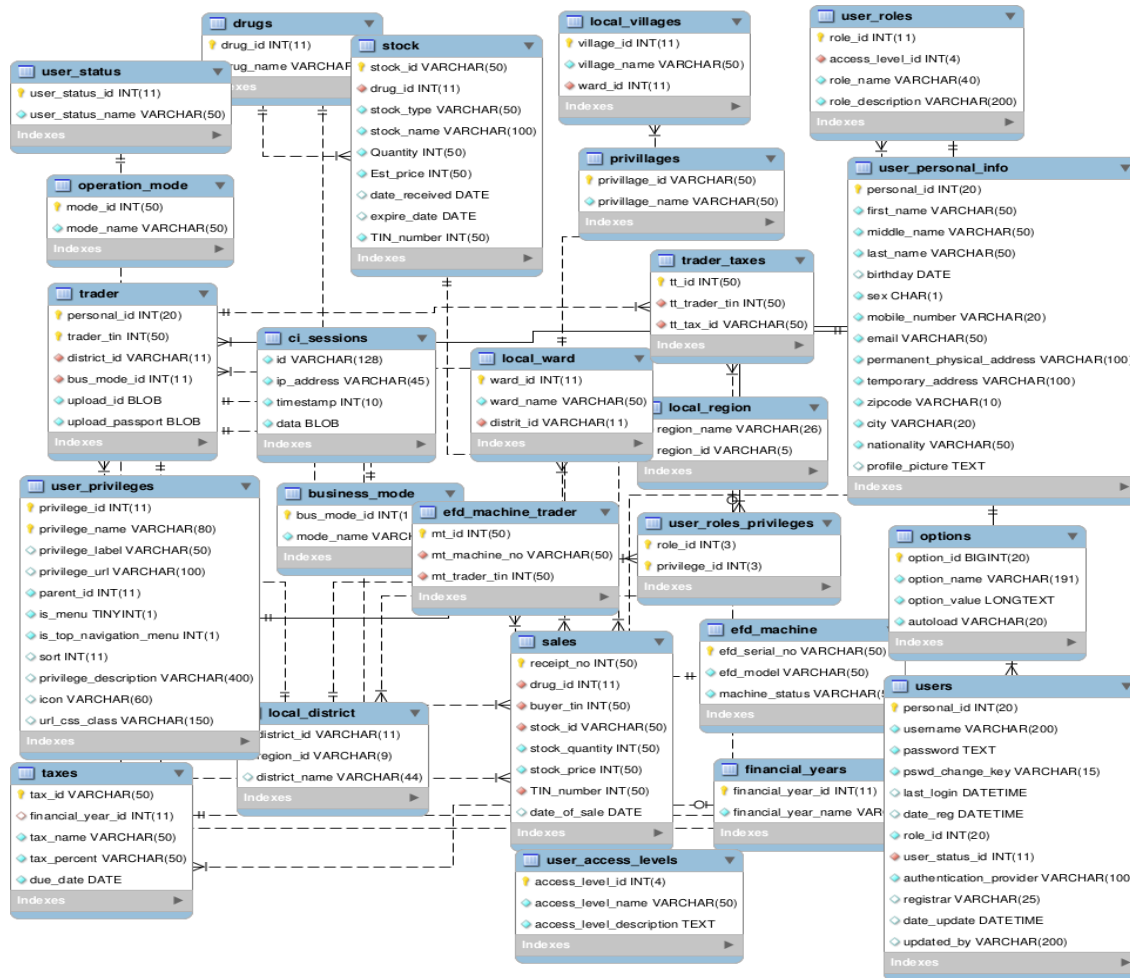 drugs
drug_id INT(11)
drug_name VARCHAR(
Indexes
stock
stock_id VARCHAR(50)
drug_id INT(11)
stock_type VARCHAR(50)
stock_name VARCHAR(100)
Quantity INT(50)
Est_price INT(50)
date_received DATE
expire_date DATE
TIN_number INT(50)
Indexes
local_villages
village_id INT(11)
village_name VARCHAR(50)
ward_id INT(11)
Indexes
user_roles
role_id INT(11)
access_level_id INT(4)
role_name VARCHAR(40)
role_description VARCHAR(200)
Indexes
user_status
user_status_id INT(11)
user_status_name VARCHAR(50)
Indexes
operation_mode
mode_id INT(50)
mode_name VARCHAR(50)
Indexes
privillages
privillage_id VARCHAR(50)
privillage_name VARCHAR(50)
Indexes
user_personal_info
personal_id INT(20)
first_name VARCHAR(50)
middle_name VARCHAR(50)
last_name VARCHAR(50)
birthday DATE
sex CHAR(1)
mobile_number VARCHAR(20)
email VARCHAR(50)
permanent_physical_address VARCHAR(100)
temporary_address VARCHAR(100)
zipcode VARCHAR(10)
city VARCHAR(20)
nationality VARCHAR(50)
profile_picture TEXT
Indexes
trader
personal_id INT(20)
trader_tin INT(50)
district_id VARCHAR(11)
bus_mode_id INT(11)
upload_id BLOB
upload_passport BLOB
Indexes
ci_sessions
id VARCHAR(128)
ip_address VARCHAR(45)
timestamp INT(10)
data BLOB
Indexes
trader_taxes
tt_id INT(50)
tt_trader_tin INT(50)
tt_tax_id VARCHAR(50)
Indexes
local_ward
ward_id INT(11)
ward_name VARCHAR(50)
distrit_id VARCHAR(11)
Indexes
local_region
region_name VARCHAR(26)
region_id VARCHAR(5)
Indexes
user_privileges
privilege_id INT(11)
privilege_name VARCHAR(80)
privilege_label VARCHAR(50)
privilege_url VARCHAR(100)
parent_id INT(11)
is_menu TINYINT(1)
is_top_navigation_menu INT(1)
sort INT(11)
privilege_description VARCHAR(400)
icon VARCHAR(60)
url_css_class VARCHAR(150)
Indexes
business_mode
bus_mode_id INT(1
mode_name VARCH
Indexes
efd_machine_trader
mt_id INT(50)
mt_machine_no VARCHAR(50)
mt_trader_tin INT(50)
Indexes
user_roles_privileges
role_id INT(3)
privilege_id INT(3)
Indexes
options
option_id BIGINT(20)
option_name VARCHAR(191)
option_value LONGTEXT
autoload VARCHAR(20)
Indexes
sales
receipt_no INT(50)
drug_id INT(11)
buyer_tin INT(50)
stock_id VARCHAR(50)
stock_quantity INT(50)
stock_price INT(50)
TIN_number INT(50)
date_of_sale DATE
Indexes
efd_machine
efd_serial_no VARCHAR(50)
efd_model VARCHAR(50)
machine_status VARCHAR(5
Indexes
users
personal_id INT(20)
username VARCHAR(200)
password TEXT
pswd_change_key VARCHAR(15)
last_login DATETIME
date_reg DATETIME
role_id INT(20)
user_status_id INT(11)
authentication_provider VARCHAR(100
registrar VARCHAR(25)
date_update DATETIME
updated_by VARCHAR(200)
Indexes
local_district
district_id VARCHAR(11)
region_id VARCHAR(9)
district_name VARCHAR(44)
Indexes
taxes
tax_id VARCHAR(50)
financial_year_id INT(11)
tax_name VARCHAR(50)
tax_percent VARCHAR(50)
due_date DATE
Indexes
financial_years
financial_year_id INT(11)
financial_year_name VAR
Indexes
user_access_levels
access_level_id INT(4)
access_level_name VARCHAR(50)
access_level_description TEXT
Indexes